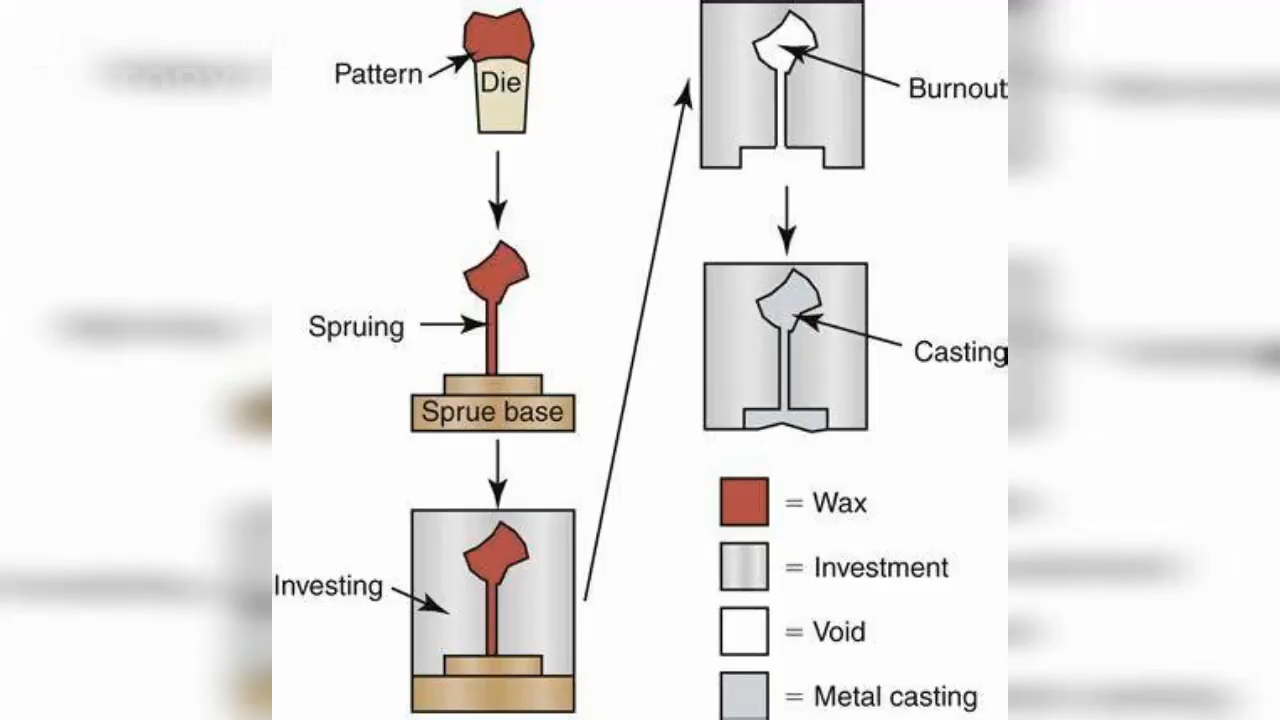 Pattern
Die
Spruing
Sprue base
Investing
Burnout
Casting
= Wax
= Investment
= Void
= Metal casting